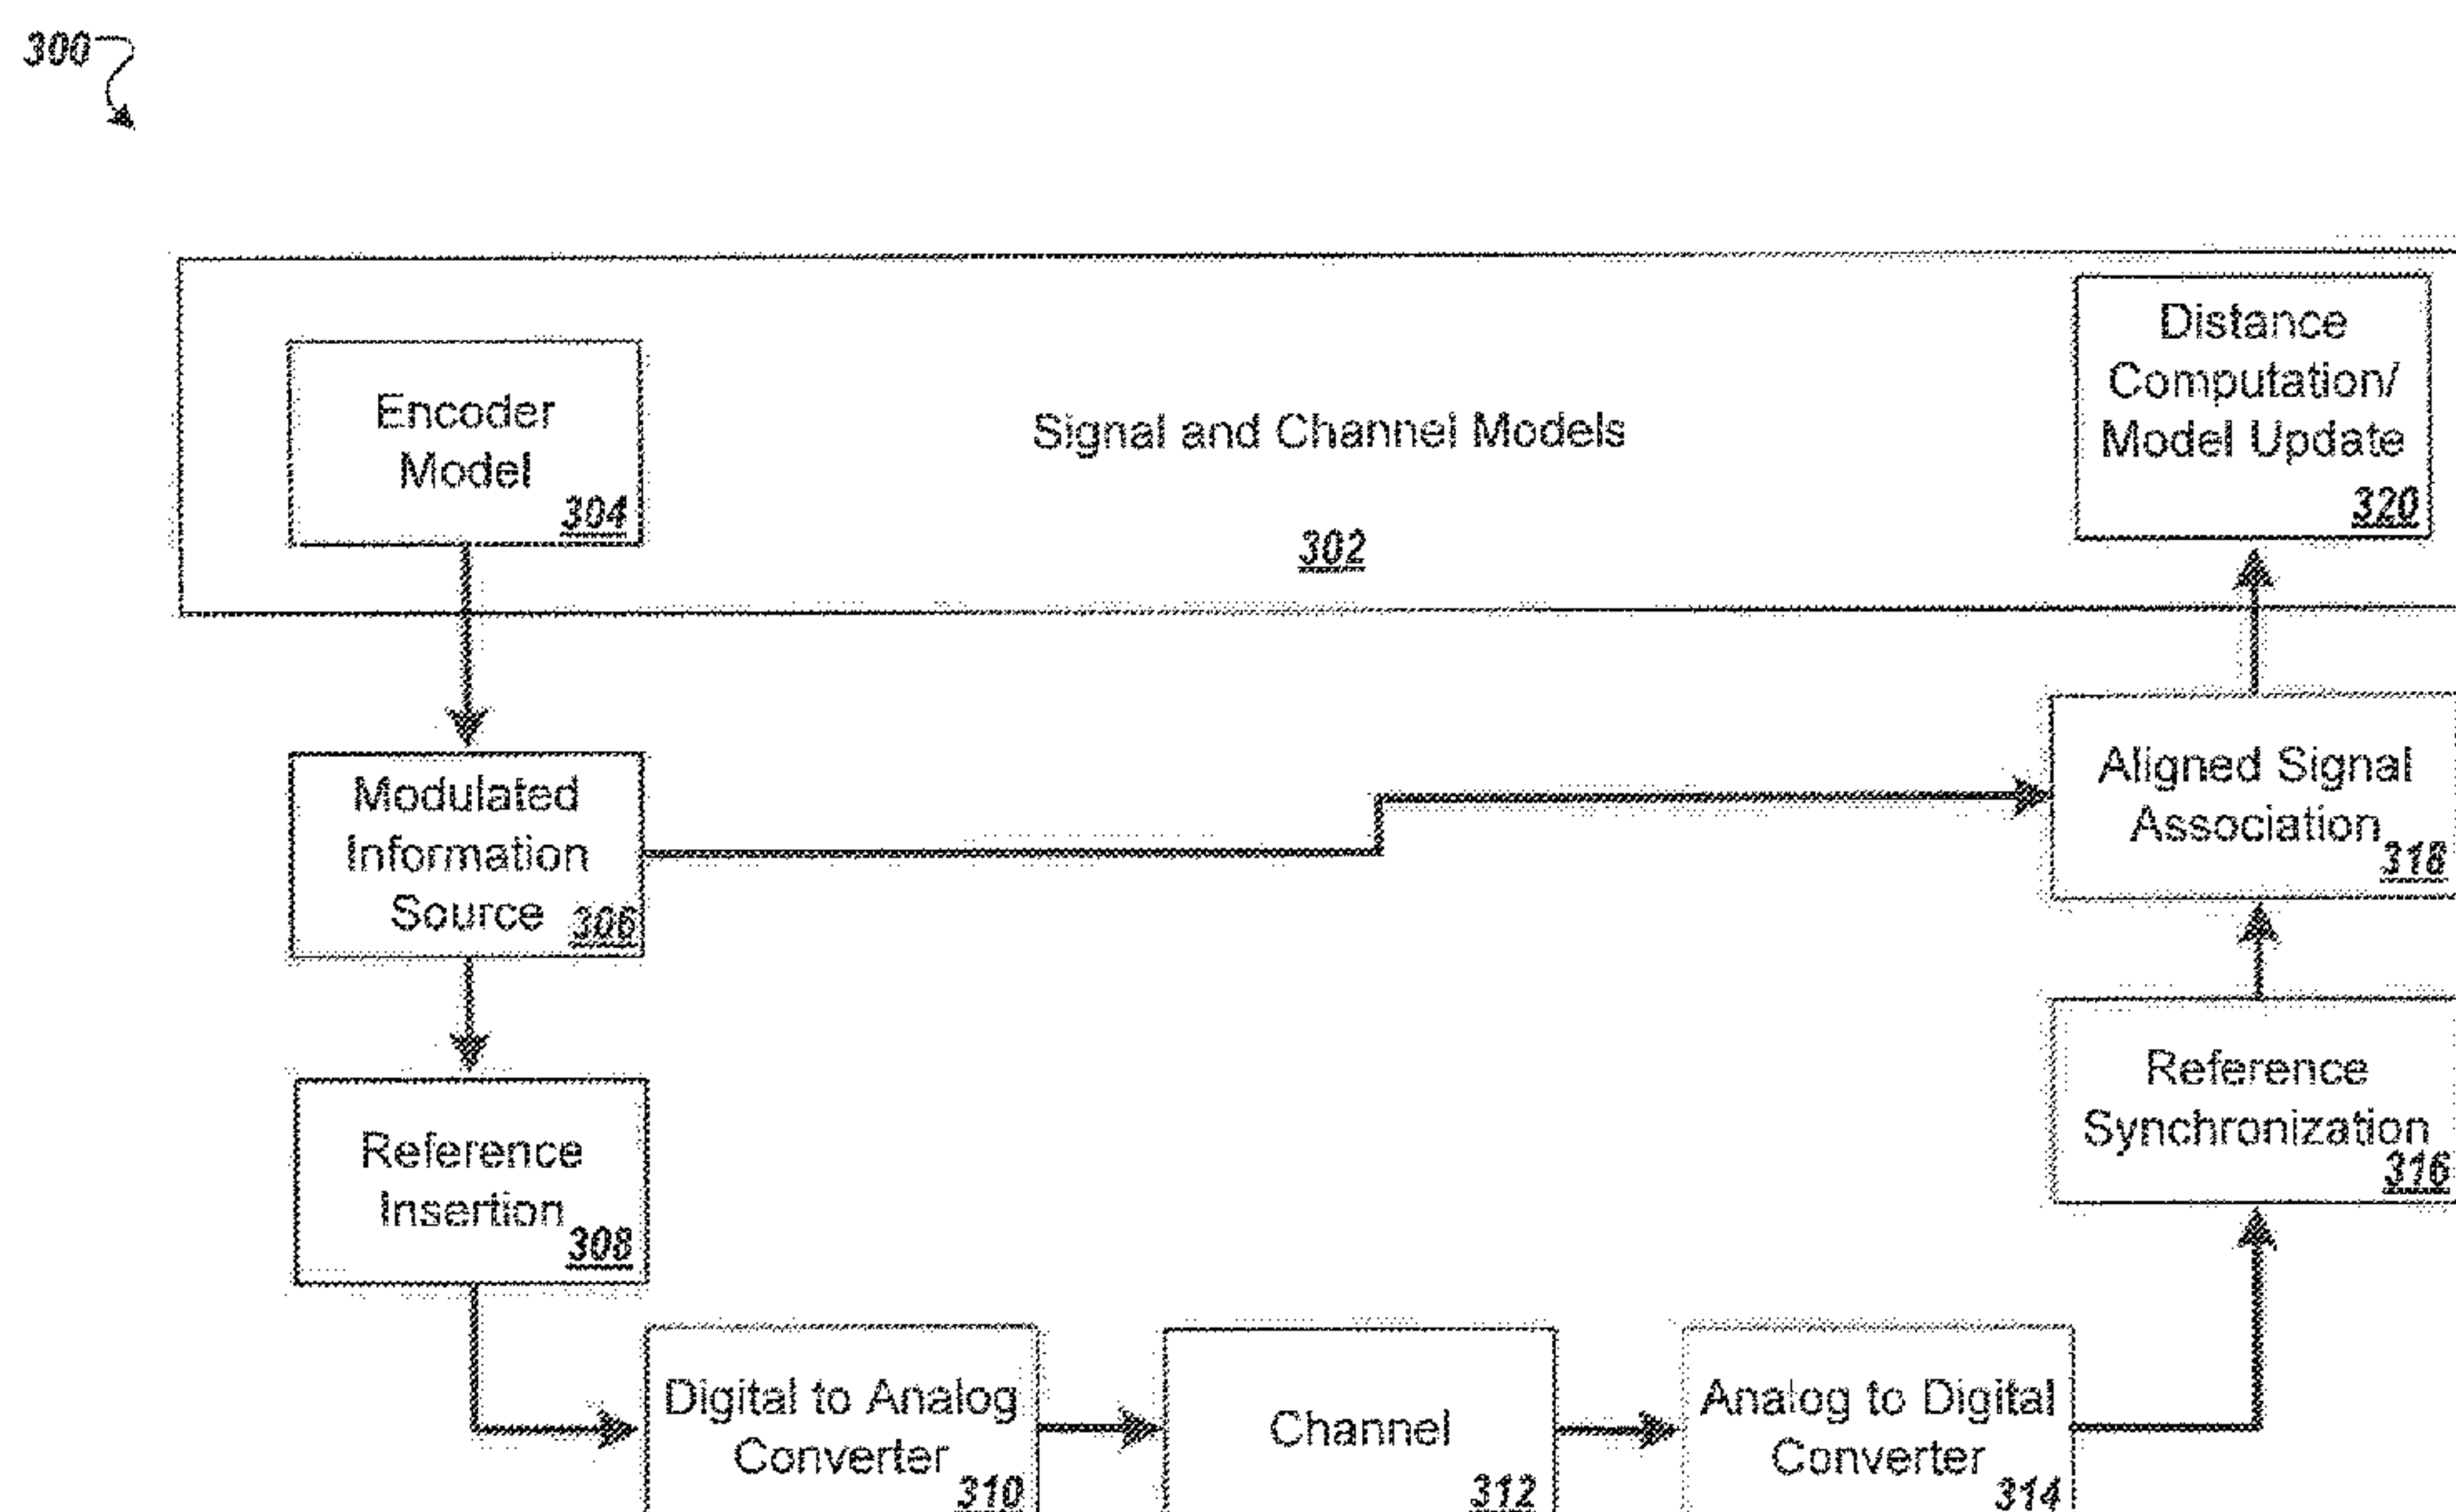 300
Encoder
Model
304
Signal and Channel Models
302
Distance
Computation/
Model Update
320
Modulated
Information
Source
306
Aligned Signal
Association
318
Reference
Insertion
308
Reference
Synchronization
316
Digital to Analog
Converter
310
Channel
312
Analog to Digital
Converter
314